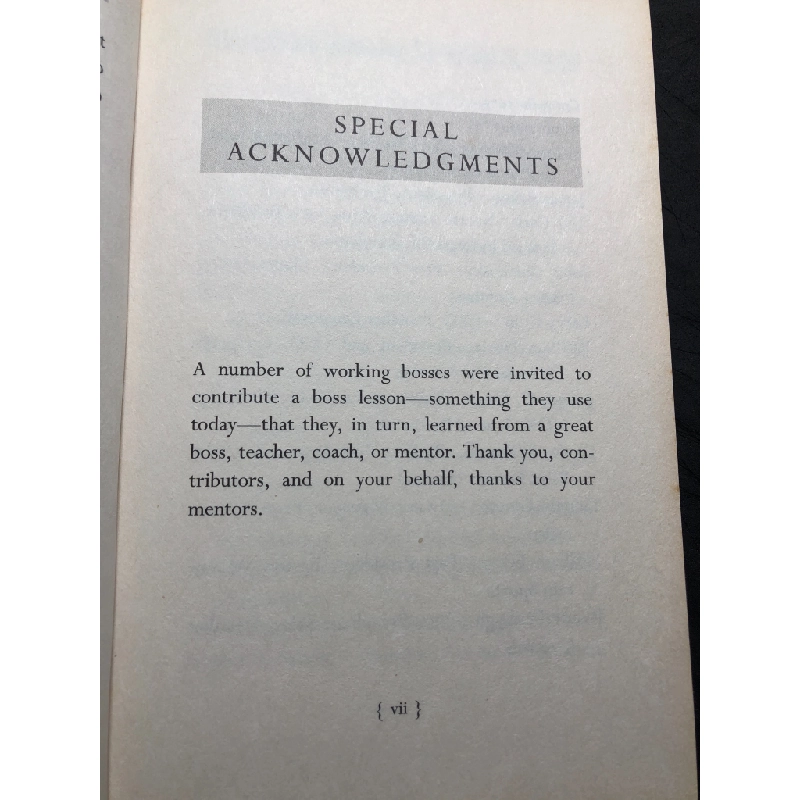 SPECIAL
ACKNOWLEDGMENTS
A number of working bosses were invited to
contribute a boss lesson—something they use
today—that they, in turn, learned from a great
boss, teacher, coach, or mentor. Thank you, con-
tributors, and on your behalf, thanks to your
mentors.
{ vii }